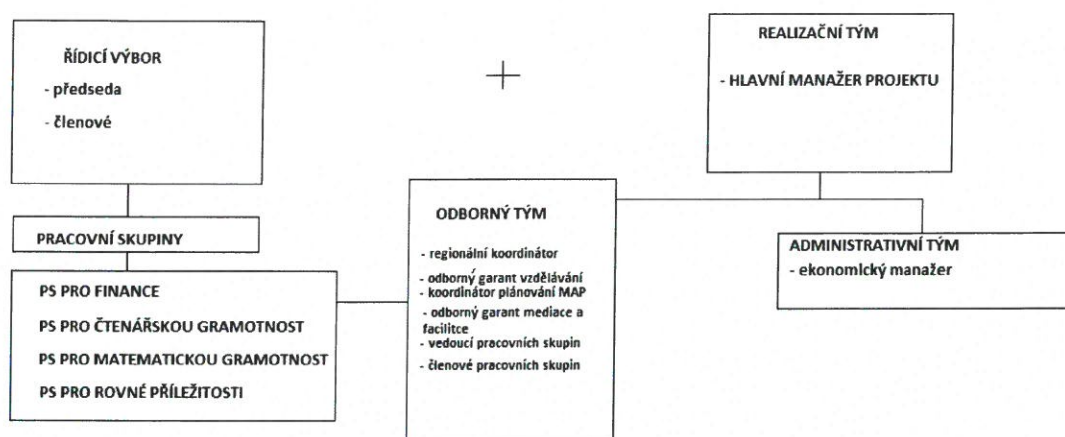 ŘÍDICÍ VÝBOR
- předseda
- členové
PRACOVNÍ SKUPINY
PS PRO FINANCE
PS PRO ČTENÁŘSKOU GRAMOTNOST
PS PRO MATEMATICKOU GRAMOTNOST
PS PRO ROVNÉ PŘÍLEŽITOSTI
ODBORNÝ TÝM
- regionální koordinátor
- odborný garant vzdělávání
- koordinátor plánování MAP
- odborný garant mediace a
facilitce
- vedoucí pracovních skupin
- členové pracovních skupin
REALIZAČNÍ TÝM
- HLAVNÍ MANAŽER PROJEKTU
ADMINISTRATIVNÍ TÝM
- ekonomický manažer